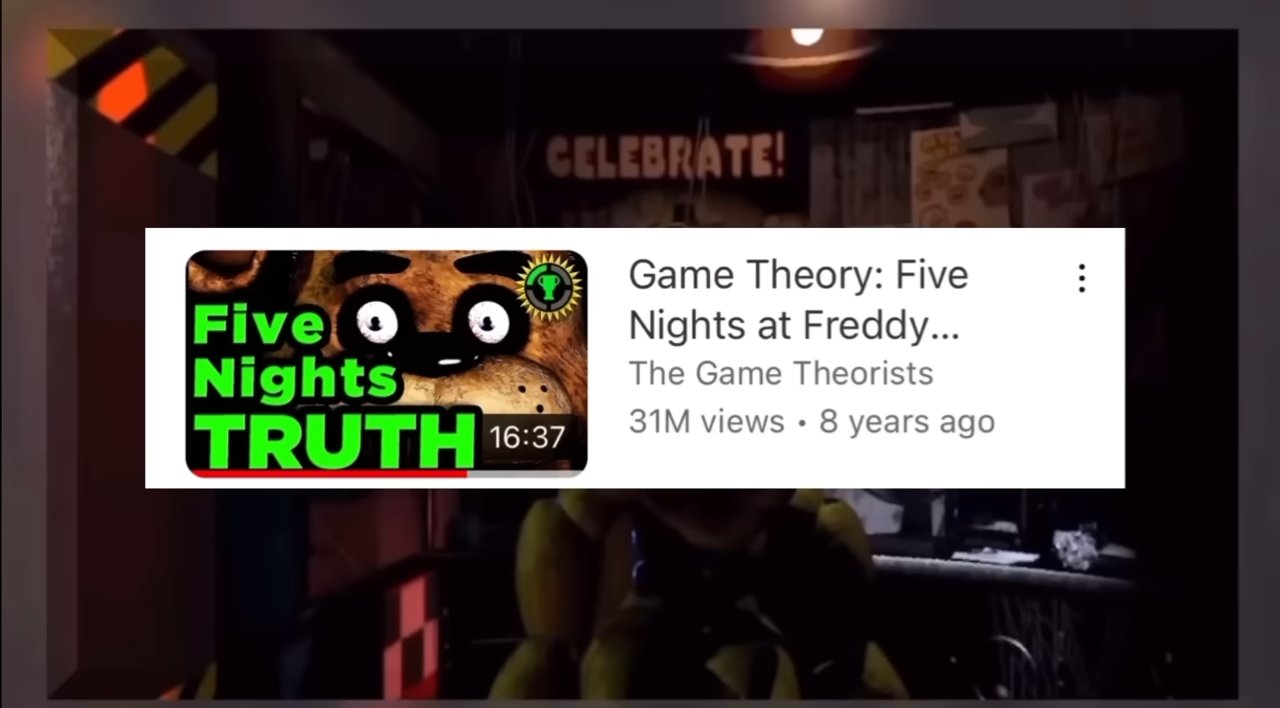 CELEBRATE!
Five
Nights
TRUTH
16:37
Game Theory: Five
Nights at Freddy...
The Game Theorists
31M views • 8 years ago